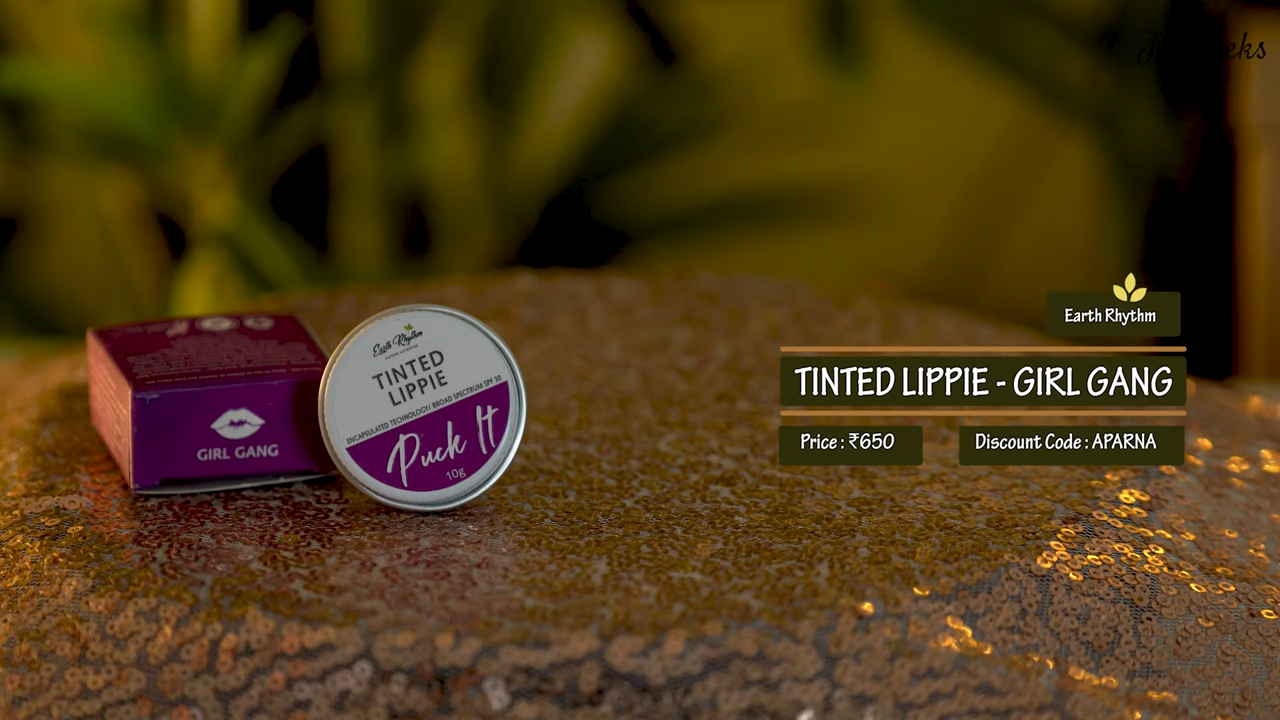 Earth Rhythm
TINTED LIPPIE - GIRL GANG
Price : ₹650
Discount Code : APARNA
GIRL GANG
Earth Rhythm
TINTED
LIPPIE
ENCAPSULATED TECHNOLOGY/ BROAD SPECTRUM SPF 30
Puck It
10g